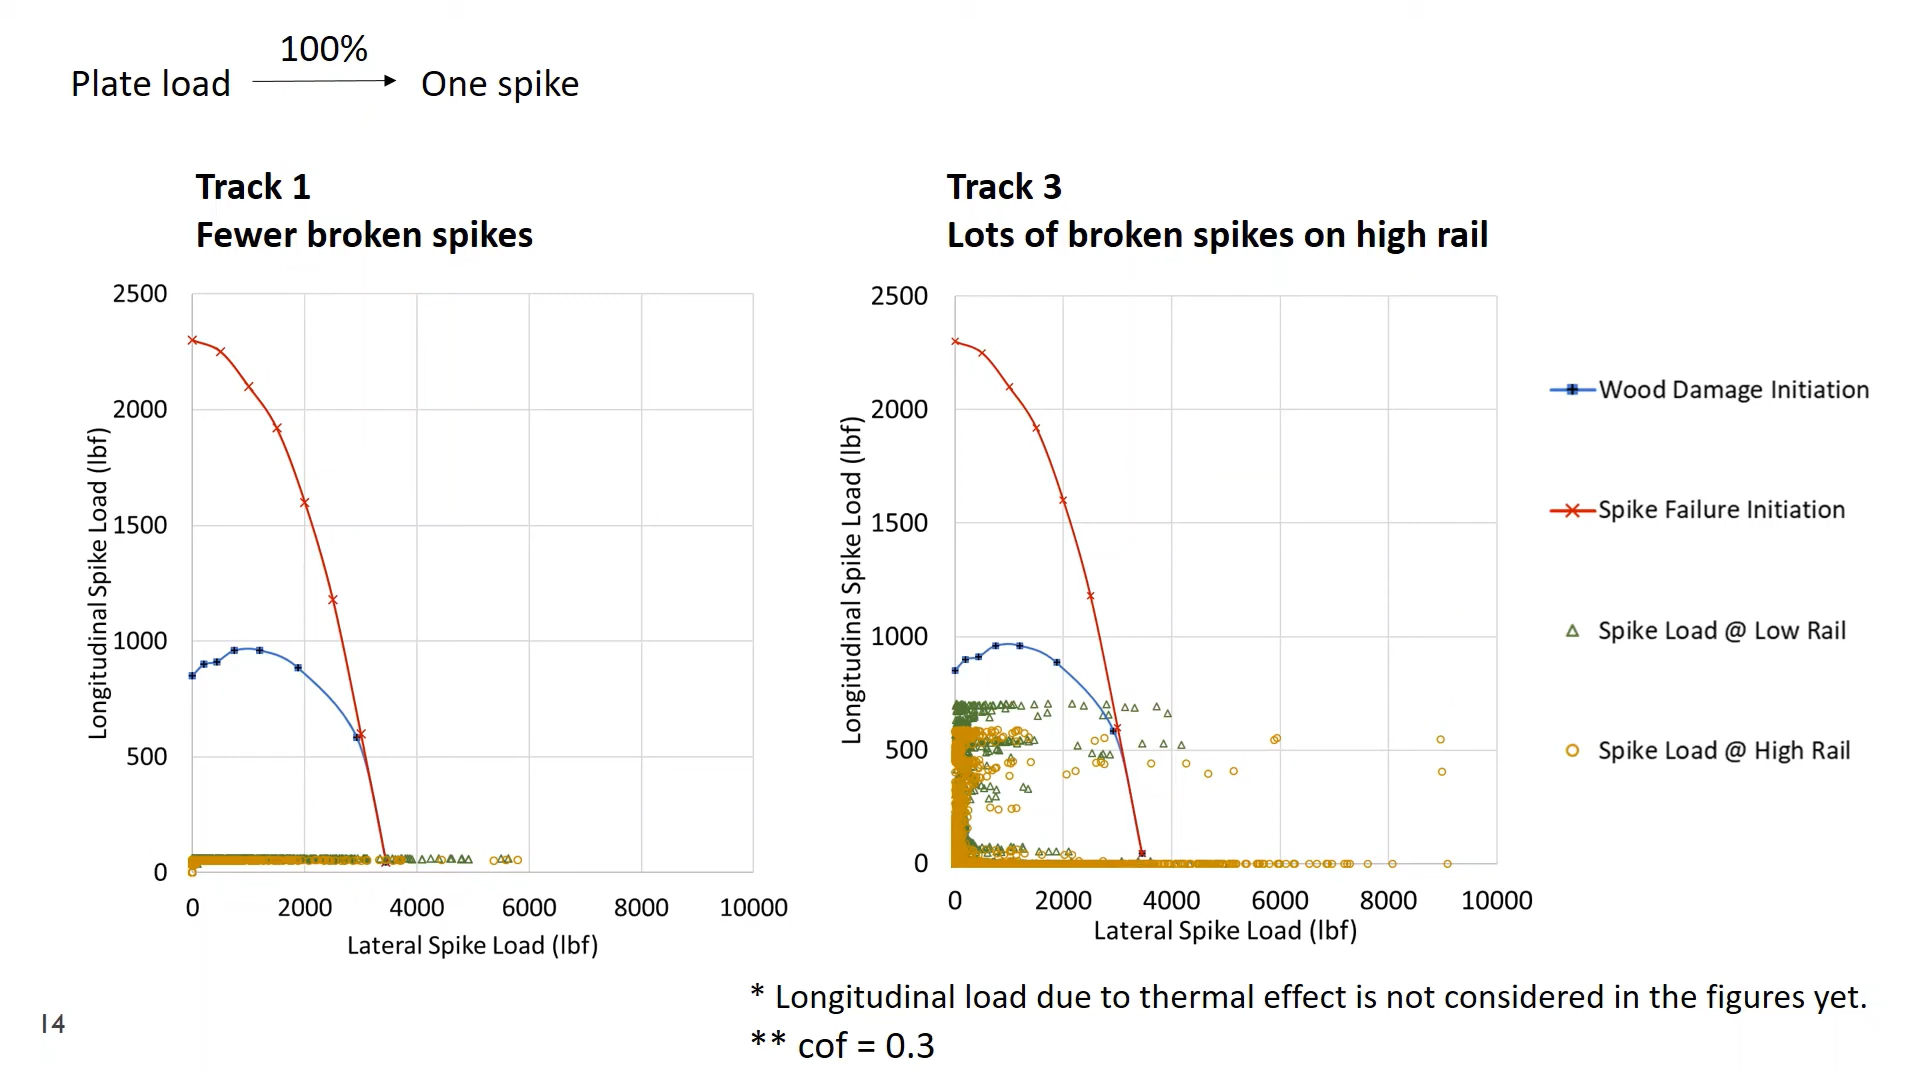 100%
Plate load
One spike
Track 1
Fewer broken spikes
Track 3
Lots of broken spikes on high rail
2500
2000
1500
1000
500
0
Longitudinal Spike Load (lbf)
0 2000 4000 6000 8000 10000
Lateral Spike Load (lbf)
2500
2000
1500
1000
500
0
Longitudinal Spike Load (lbf)
0 2000 4000 6000 8000 10000
Lateral Spike Load (lbf)
Wood Damage Initiation
Spike Failure Initiation
Spike Load @ Low Rail
Spike Load @ High Rail
* Longitudinal load due to thermal effect is not considered in the figures yet.
** cof = 0.3
14